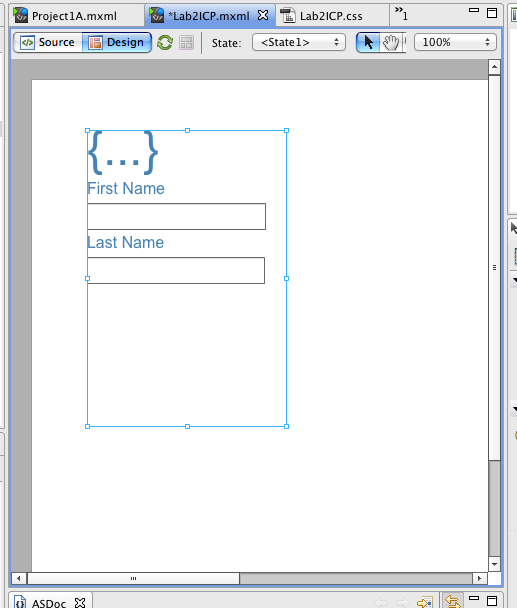 Project1A.mxml *Lab2ICP.mxml Lab2ICP.css »1
Source Design State: <State1> 100%
{...}
First Name
Last Name
ASDoc